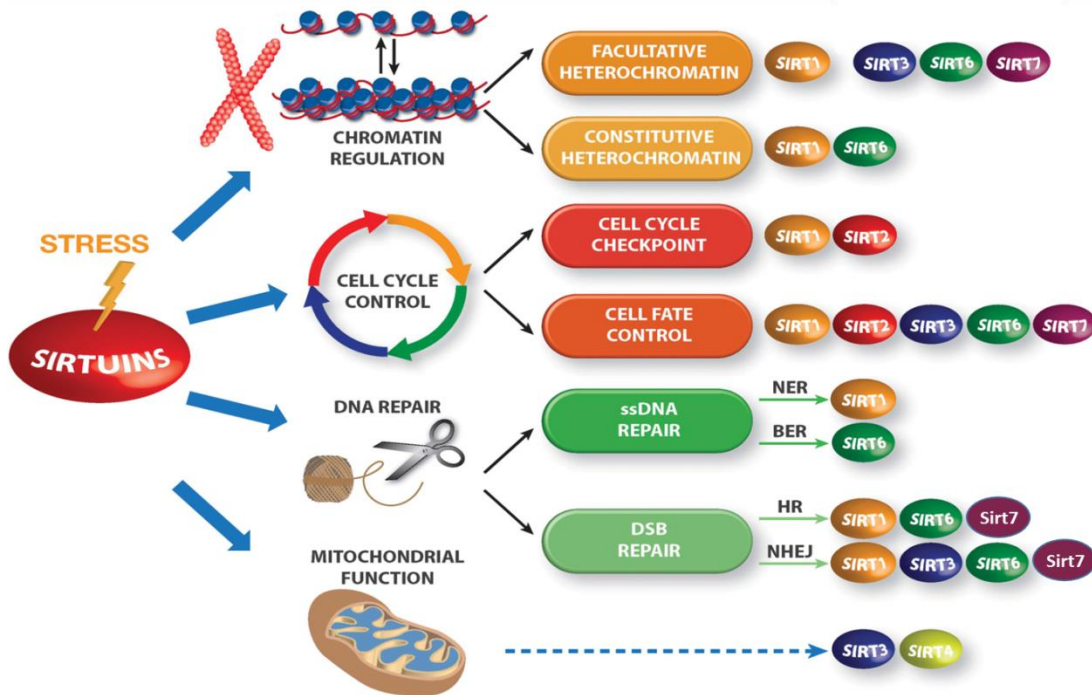 FACULTATIVE
HETEROCHROMATIN
SIRT1
SIRT3
SIRT6
SIRT7
CHROMATIN
REGULATION
CONSTITUTIVE
HETEROCHROMATIN
SIRT1
SIRT6
STRESS
SIRTUINS
CELL CYCLE
CONTROL
CELL CYCLE
CHECKPOINT
SIRT1
SIRT2
CELL FATE
CONTROL
SIRT1
SIRT2
SIRT3
SIRT6
SIRT7
DNA REPAIR
ssDNA
REPAIR
NER
SIRT1
BER
SIRT6
DSB
REPAIR
HR
SIRT1
SIRT6
Sirt7
NHEJ
SIRT1
SIRT3
SIRT6
Sirt7
MITOCHONDRIAL
FUNCTION
SIRT3
SIRT4